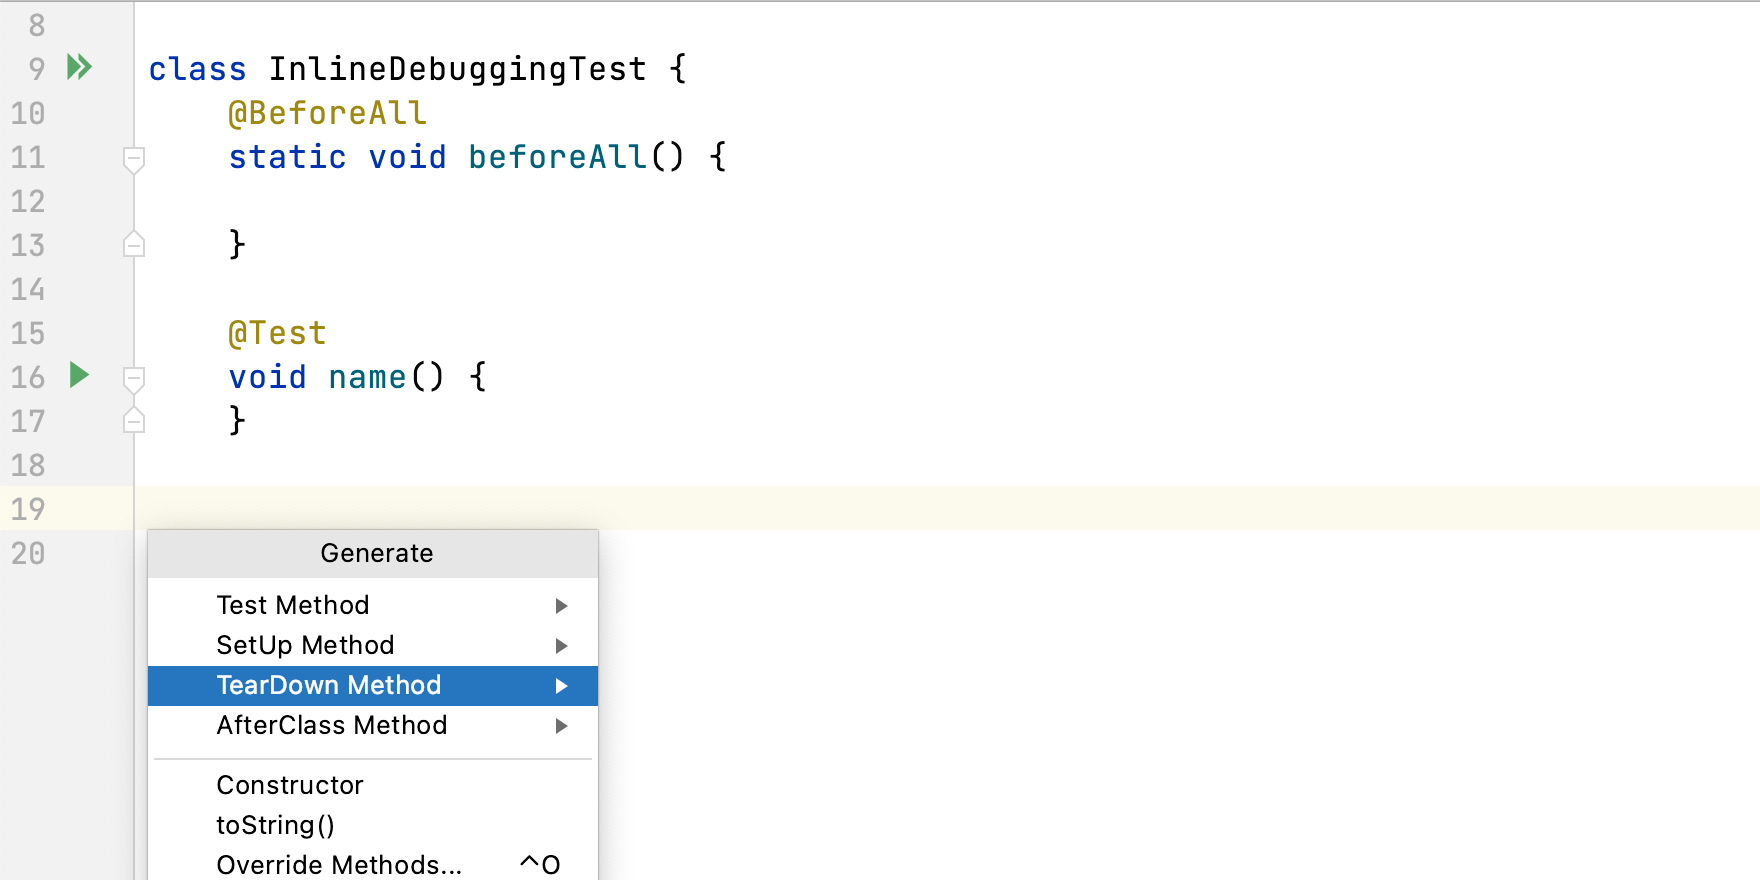 8
9 class InlineDebuggingTest {
10 @BeforeAll
11 static void beforeAll() {
12
13 }
14
15 @Test
16 void name() {
17 }
18
19
20
Generate
Test Method
SetUp Method
TearDown Method
AfterClass Method
Constructor
toString()
Override Methods... ^O